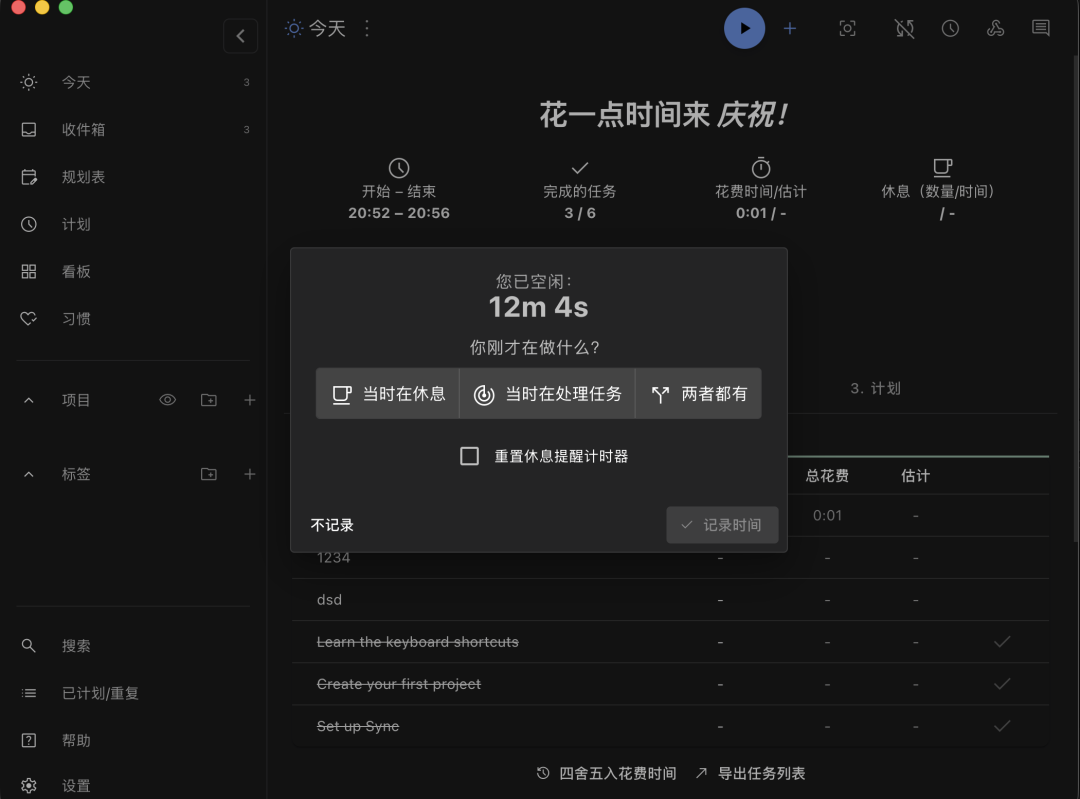 今天
今天 3
收件箱 3
规划表
计划
看板
习惯
项目
标签
搜索
已计划/重复
帮助
设置
花一点时间来 庆祝!
开始 – 结束
20:52 – 20:56
完成的任务
3 / 6
花费时间/估计
0:01 / -
休息（数量/时间）
/ -
您已空闲：
12m 4s
你刚才在做什么?
当时在休息 当时在处理任务 两者都有
重置休息提醒计时器
不记录 记录时间
3. 计划
总花费 估计
0:01 -
1234 - - -
dsd - - -
Learn the keyboard shortcuts - - -
Create your first project - - -
Set up Sync - - -
四舍五入花费时间 导出任务列表